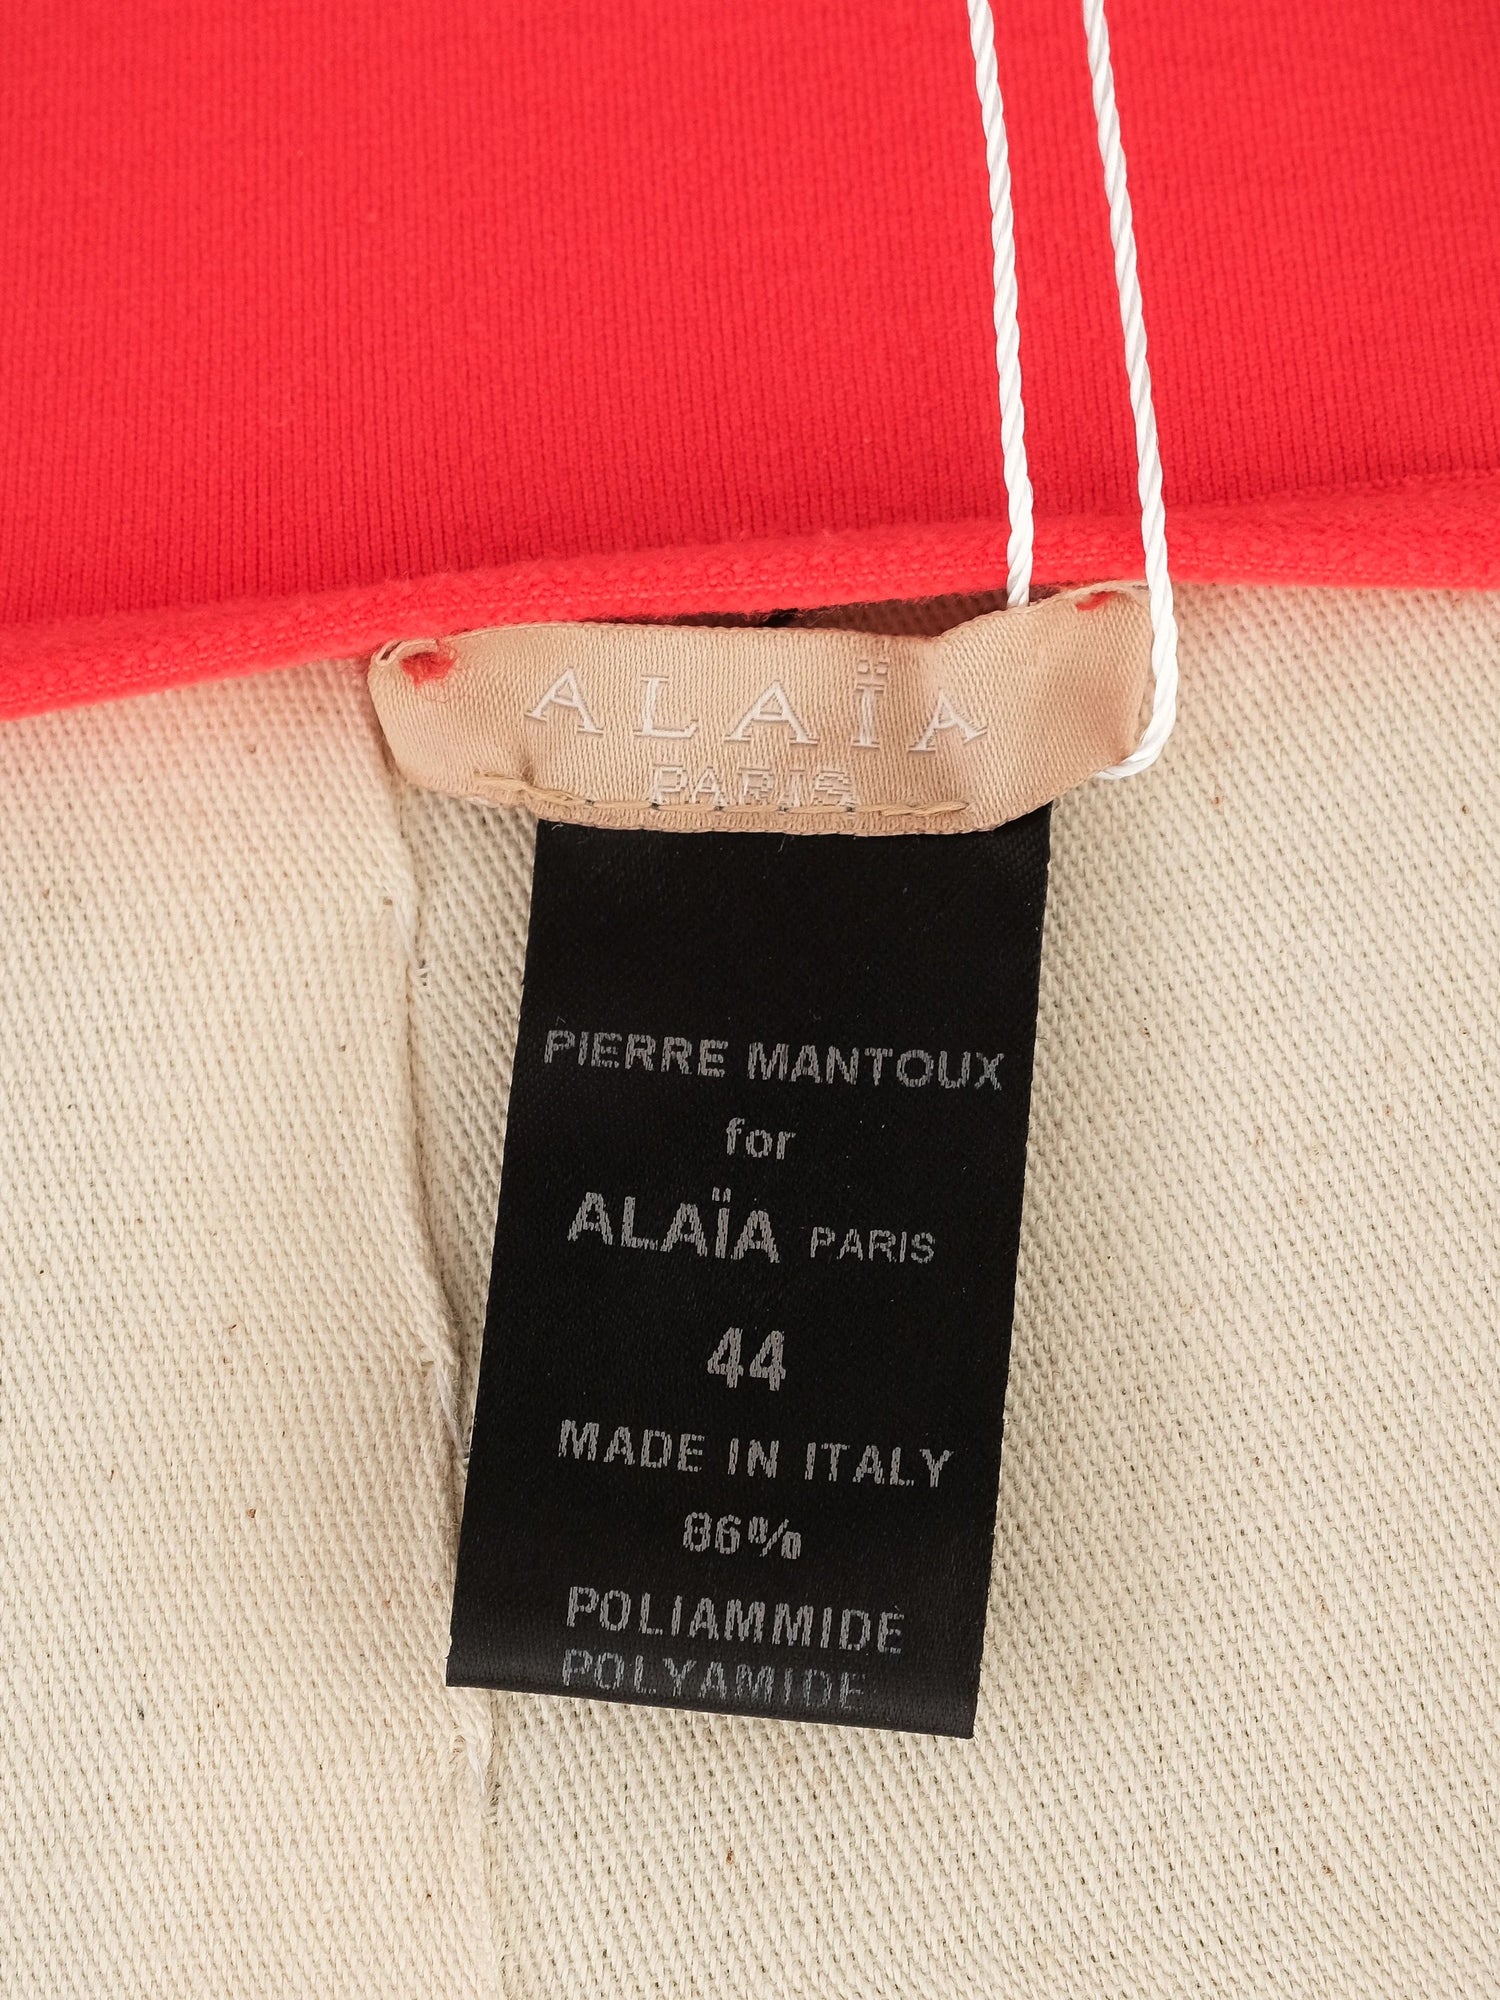 ALAÏA
PARIS
PIERRE MANTOUX
for
ALAÏA PARIS
44
MADE IN ITALY
86%
POLIAMMIDE
POLYAMIDE